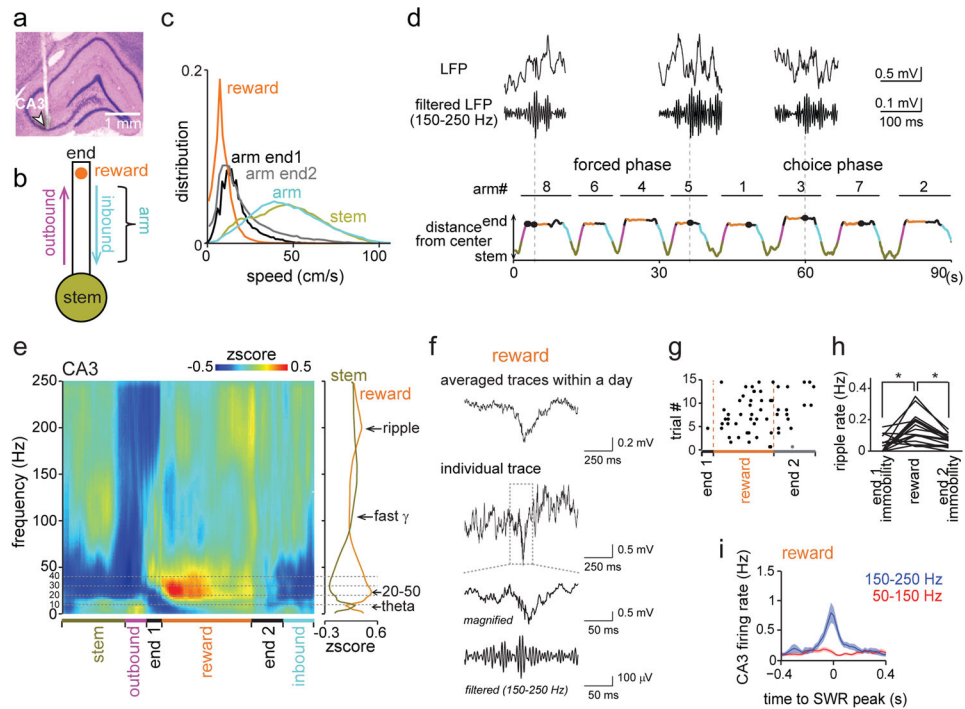 a
CA3
1 mm
b
end
reward
outbound
inbound
arm
stem
c
0.2
distribution
0
reward
arm end1
arm end2
arm
stem
0
50
100
speed (cm/s)
d
LFP
0.5 mV
filtered LFP
(150-250 Hz)
0.1 mV
100 ms
forced phase
choice phase
arm#
8 6 4 5 1 3 7 2
end
distance
from center
stem
0 30 60 90 (s)
e
CA3
zscore
-0.5 0.5
frequency (Hz)
250
200
150
100
50
40
30
20
10
0
stem
outbound
end 1
reward
end 2
inbound
stem
reward
ripple
fast γ
20-50
theta
-0.3 0.6
zscore
f
reward
averaged traces within a day
0.2 mV
250 ms
individual trace
0.5 mV
250 ms
magnified
0.5 mV
50 ms
filtered (150-250 Hz)
100 μV
50 ms
g
trial #
15
10
5
0
end 1
reward
end 2
h
ripple rate (Hz)
0.4
0.2
0
* *
end 1
immobility
reward
end 2
immobility
i
reward
CA3 firing rate (Hz)
1.5
1
0
150-250 Hz
50-150 Hz
−0.4 0 0.4
time to SWR peak (s)